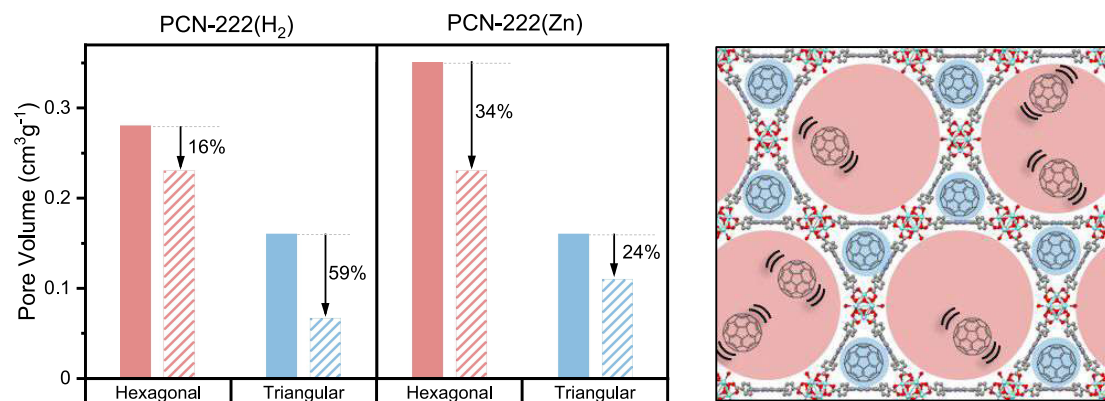 PCN-222(H₂)
PCN-222(Zn)
Pore Volume (cm³g⁻¹)
0.3
0.2
0.1
0
16%
59%
34%
24%
Hexagonal
Triangular
Hexagonal
Triangular